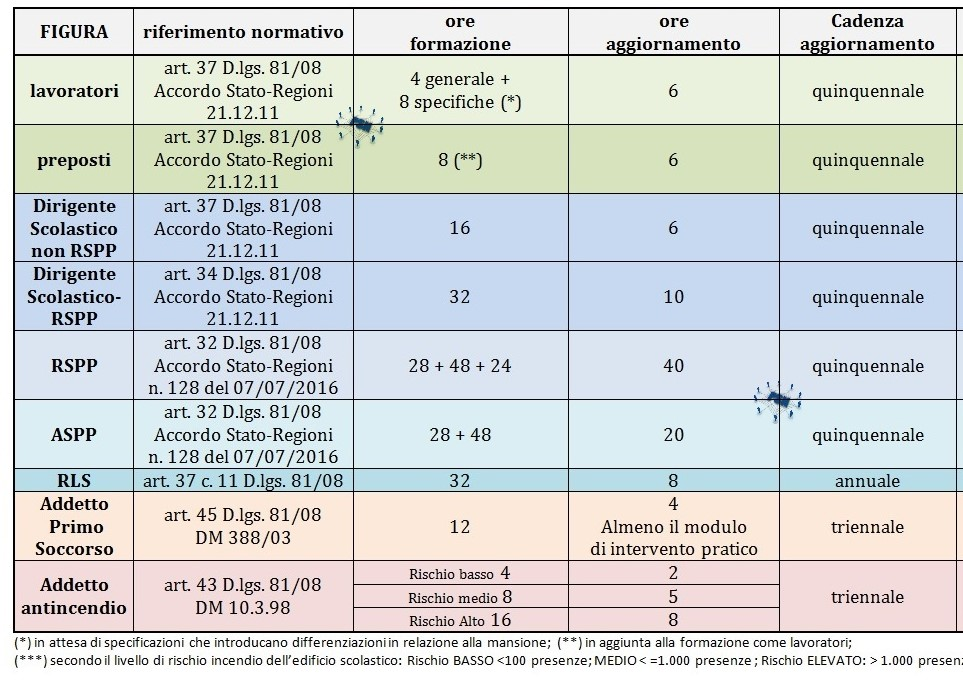 FIGURA
riferimento normativo
ore
formazione
ore
aggiornamento
Cadenza
aggiornamento
lavoratori
art. 37 D.lgs. 81/08
Accordo Stato-Regioni
21.12.11
4 generale +
8 specifiche (*)
6
quinquennale
preposti
art. 37 D.lgs. 81/08
Accordo Stato-Regioni
21.12.11
8 (**)
6
quinquennale
Dirigente
Scolastico
non RSPP
art. 37 D.lgs. 81/08
Accordo Stato-Regioni
21.12.11
16
6
quinquennale
Dirigente
Scolastico-
RSPP
art. 34 D.lgs. 81/08
Accordo Stato-Regioni
21.12.11
32
10
quinquennale
RSPP
art. 32 D.lgs. 81/08
Accordo Stato-Regioni
n. 128 del 07/07/2016
28 + 48 + 24
40
quinquennale
ASPP
art. 32 D.lgs. 81/08
Accordo Stato-Regioni
n. 128 del 07/07/2016
28 + 48
20
quinquennale
RLS
art. 37 c. 11 D.lgs. 81/08
32
8
annuale
Addetto
Primo
Soccorso
art. 45 D.lgs. 81/08
DM 388/03
12
4
Almeno il modulo
di intervento pratico
triennale
Addetto
antincendio
art. 43 D.lgs. 81/08
DM 10.3.98
Rischio basso 4
2
Rischio medio 8
5
Rischio Alto 16
8
triennale
(*) in attesa di specificazioni che introducano differenziazioni in relazione alla mansione; (**) in aggiunta alla formazione come lavoratori;
(***) secondo il livello di rischio incendio dell'edificio scolastico: Rischio BASSO <100 presenze; MEDIO < =1.000 presenze ; Rischio ELEVATO: > 1.000